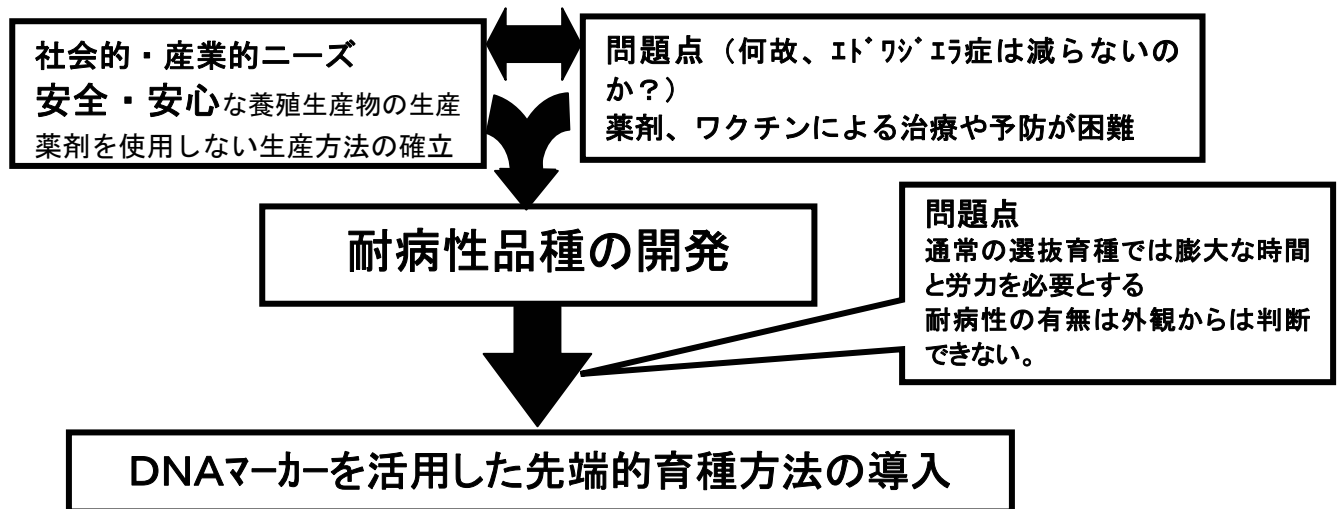 社会的・産業的ニーズ
安全・安心な養殖生産物の生産
薬剤を使用しない生産方法の確立
問題点（何故、ｴﾄﾞﾜｼﾞｴﾗ症は減らないの
か？）
薬剤、ワクチンによる治療や予防が困難
耐病性品種の開発
問題点
通常の選抜育種では膨大な時間
と労力を必要とする
耐病性の有無は外観からは判断
できない。
ＤＮＡﾏｰｶｰを活用した先端的育種方法の導入